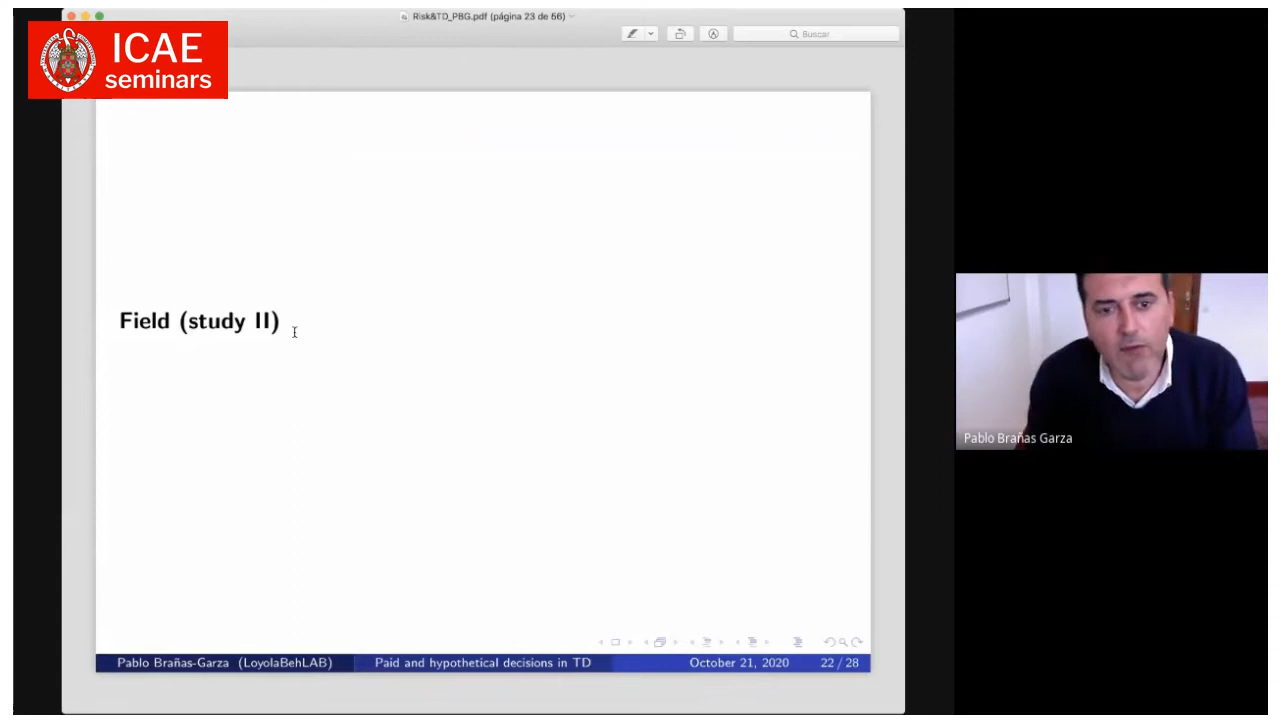 Risk&TD_PBG.pdf (página 23 de 56)
Buscar
ICAE
seminars
Field (study II)
Pablo Brañas Garza
Pablo Brañas-Garza (LoyolaBehLAB) Paid and hypothetical decisions in TD October 21, 2020 22 / 28